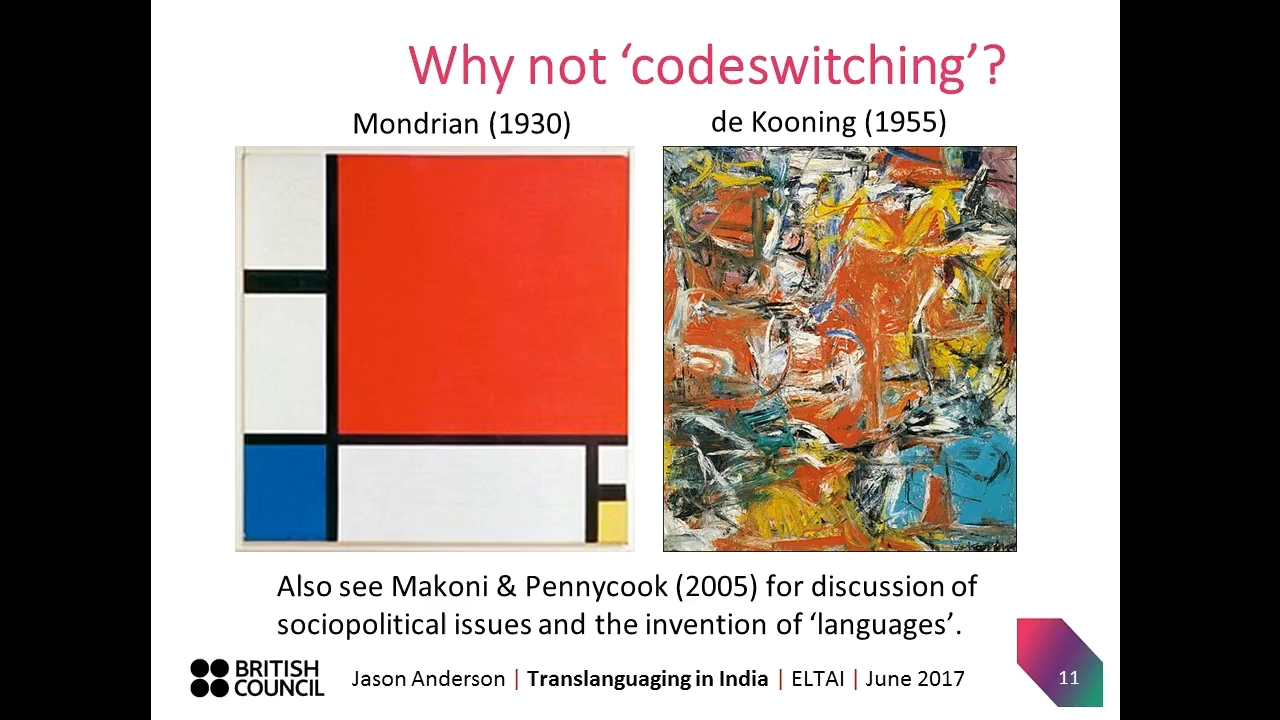 Why not ‘codeswitching’?
Mondrian (1930)
de Kooning (1955)
Also see Makoni & Pennycook (2005) for discussion of
sociopolitical issues and the invention of ‘languages’.
BRITISH
COUNCIL
Jason Anderson | Translanguaging in India | ELTAI | June 2017
11